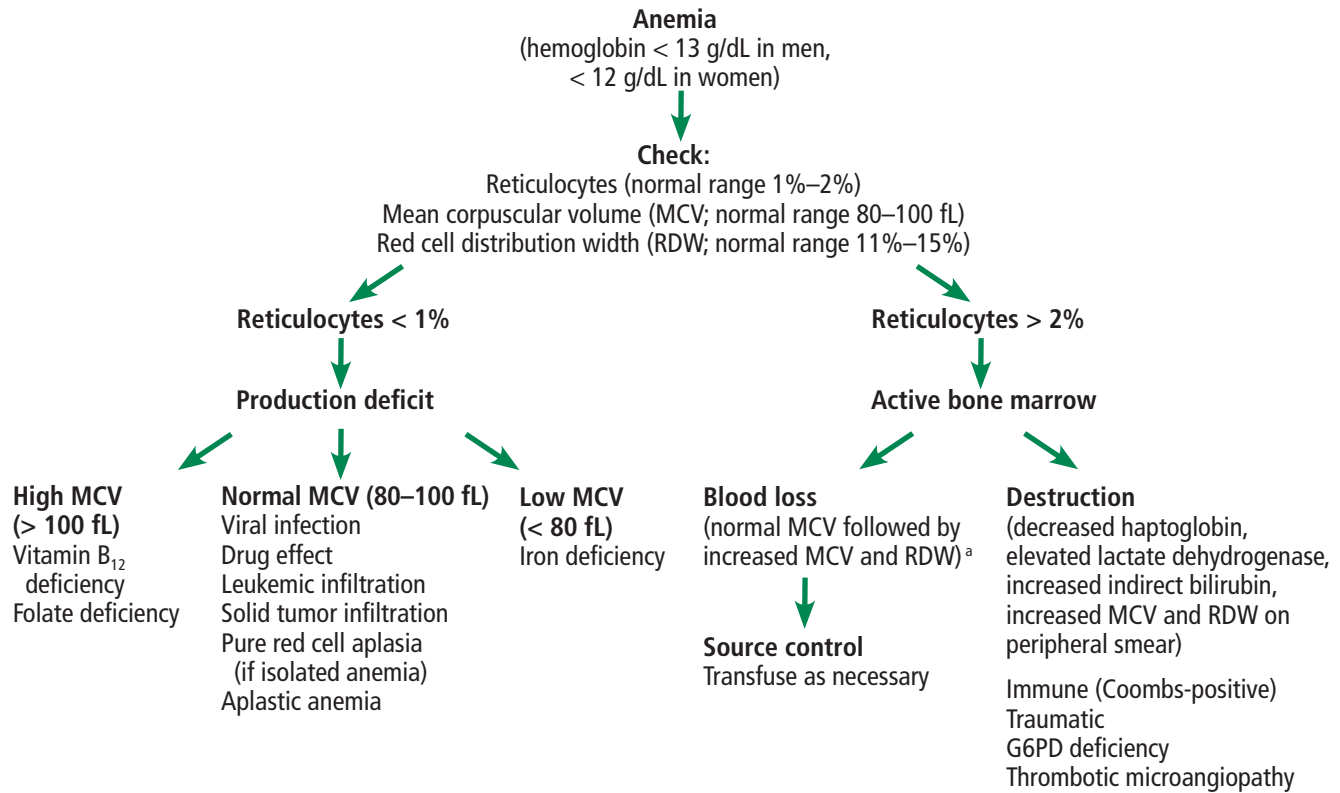 Anemia
(hemoglobin < 13 g/dL in men,
< 12 g/dL in women)
Check:
Reticulocytes (normal range 1%–2%)
Mean corpuscular volume (MCV; normal range 80–100 fL)
Red cell distribution width (RDW; normal range 11%–15%)
Reticulocytes < 1%
Production deficit
High MCV
(> 100 fL)
Vitamin B₁₂
deficiency
Folate deficiency
Normal MCV (80–100 fL)
Viral infection
Drug effect
Leukemic infiltration
Solid tumor infiltration
Pure red cell aplasia
(if isolated anemia)
Aplastic anemia
Low MCV
(< 80 fL)
Iron deficiency
Reticulocytes > 2%
Active bone marrow
Blood loss
(normal MCV followed by
increased MCV and RDW) ᵃ
Source control
Transfuse as necessary
Destruction
(decreased haptoglobin,
elevated lactate dehydrogenase,
increased indirect bilirubin,
increased MCV and RDW on
peripheral smear)
Immune (Coombs-positive)
Traumatic
G6PD deficiency
Thrombotic microangiopathy